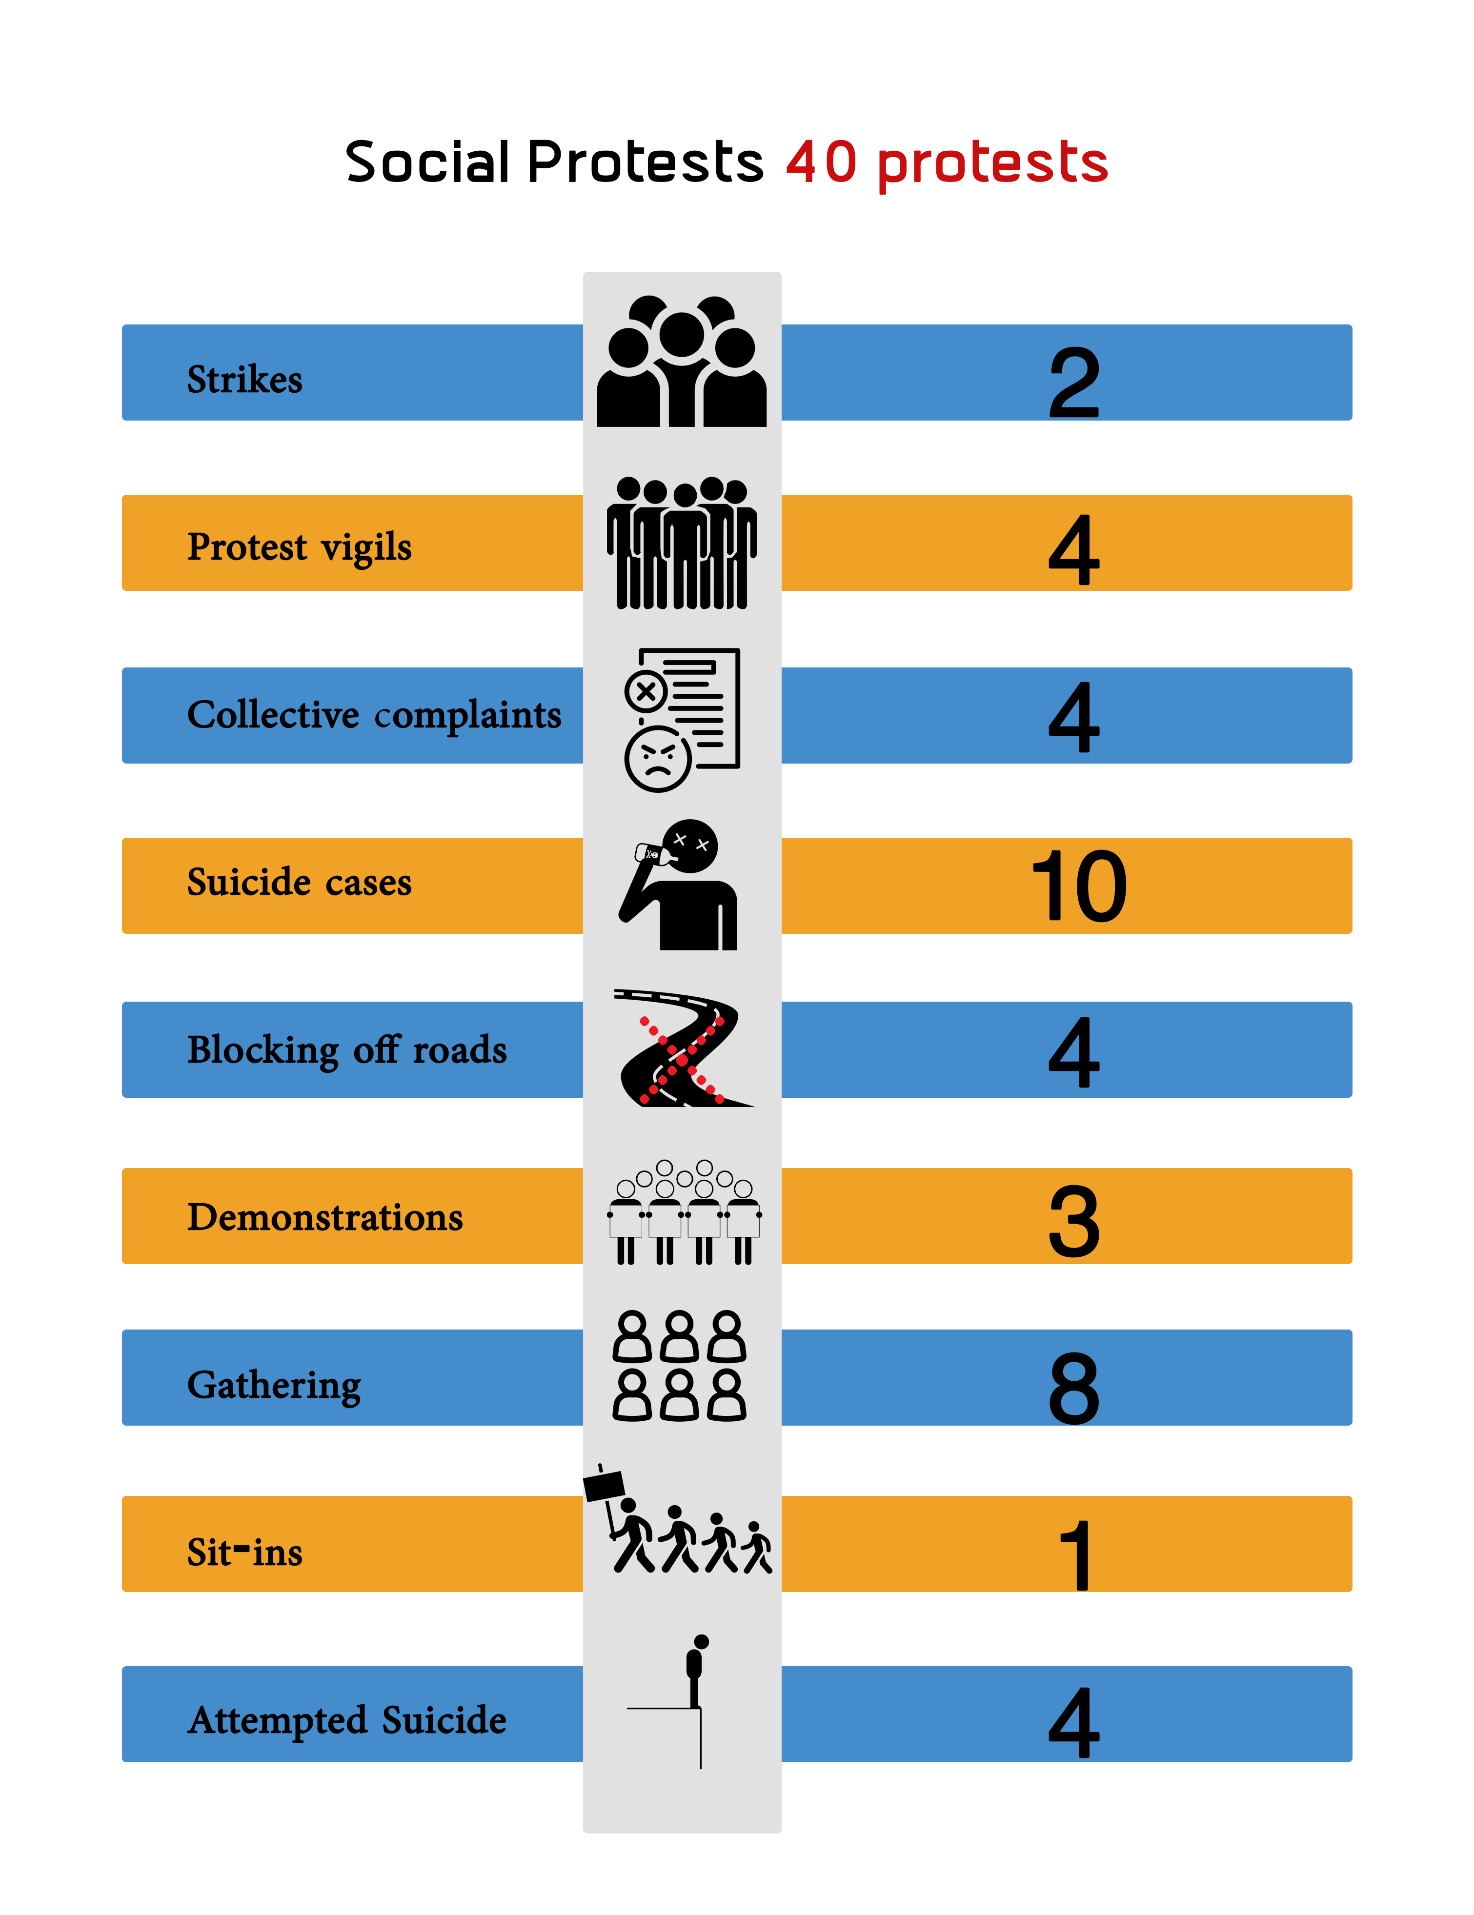 Social Protests 40 protests
Strikes 2
Protest vigils 4
Collective complaints 4
Suicide cases 10
Blocking off roads 4
Demonstrations 3
Gathering 8
Sit-ins 1
Attempted Suicide 4